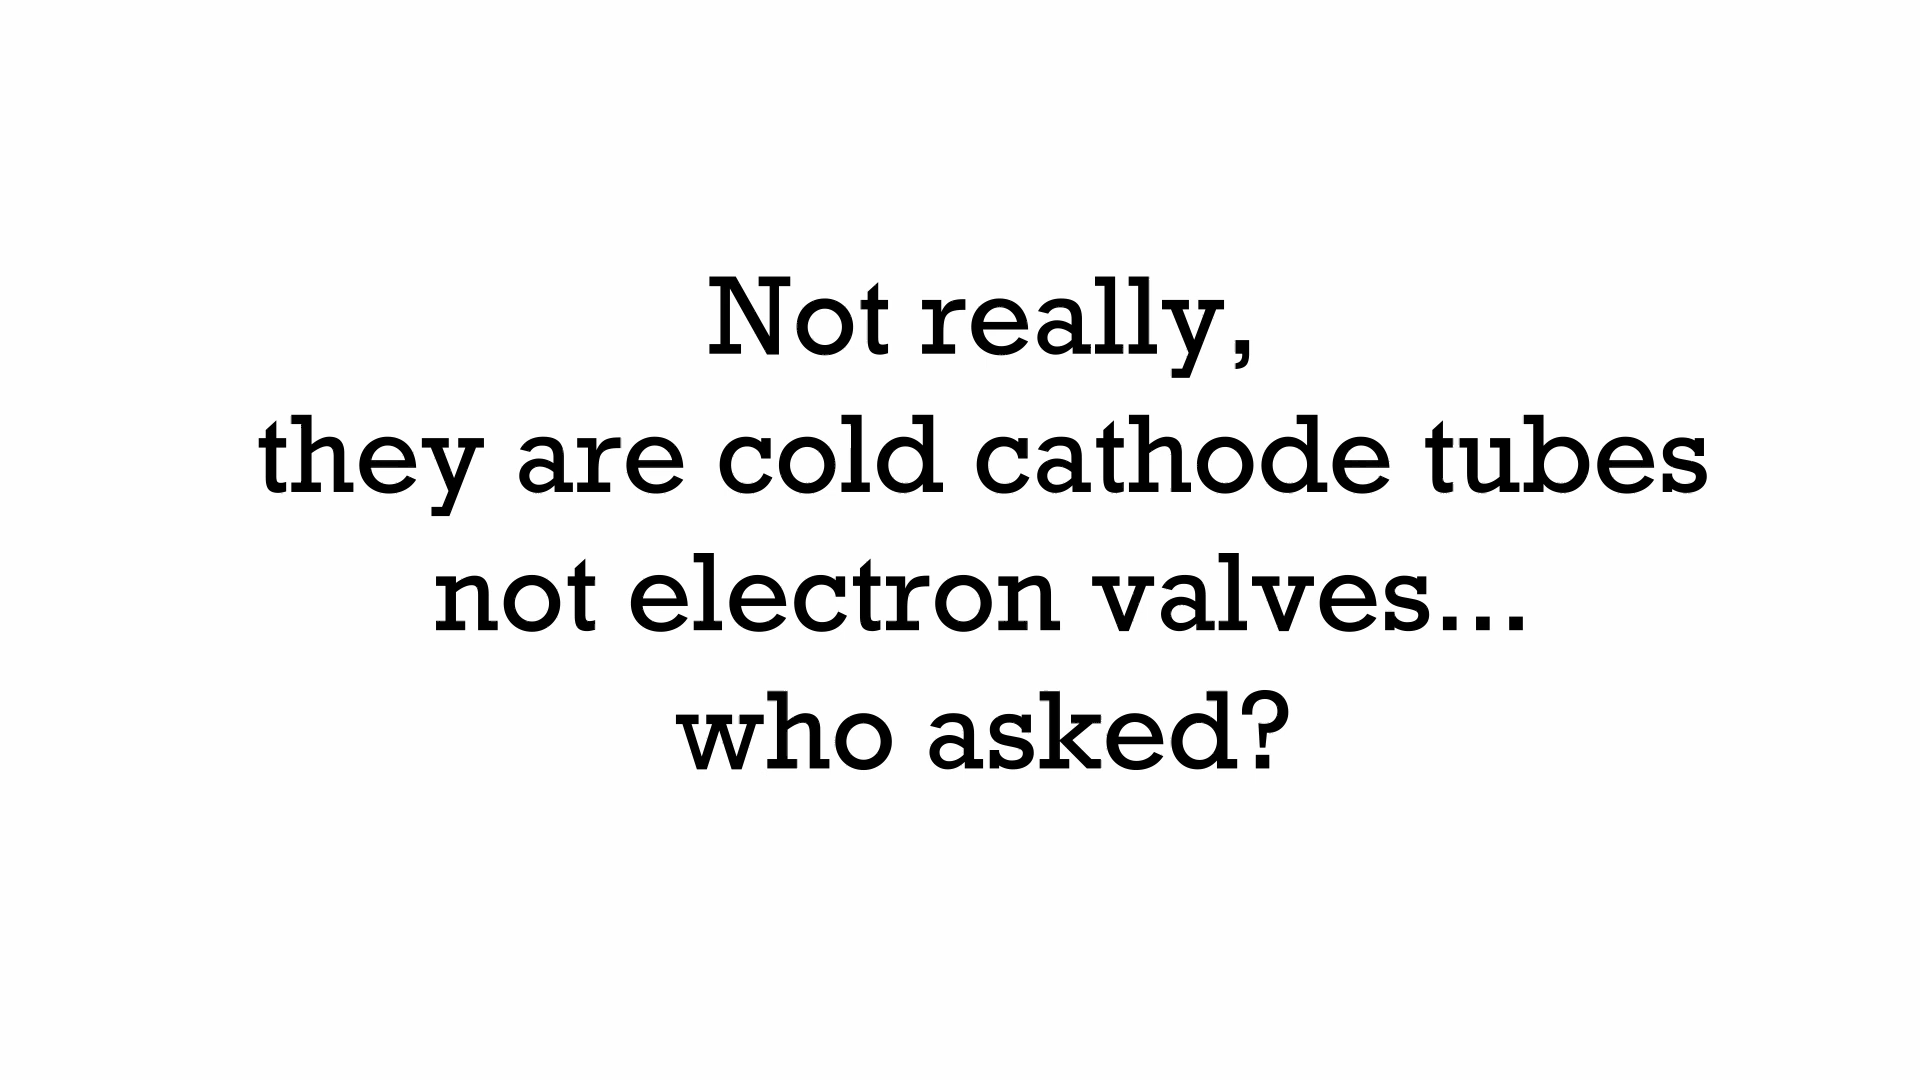 Not really,
they are cold cathode tubes
not electron valves...
who asked?